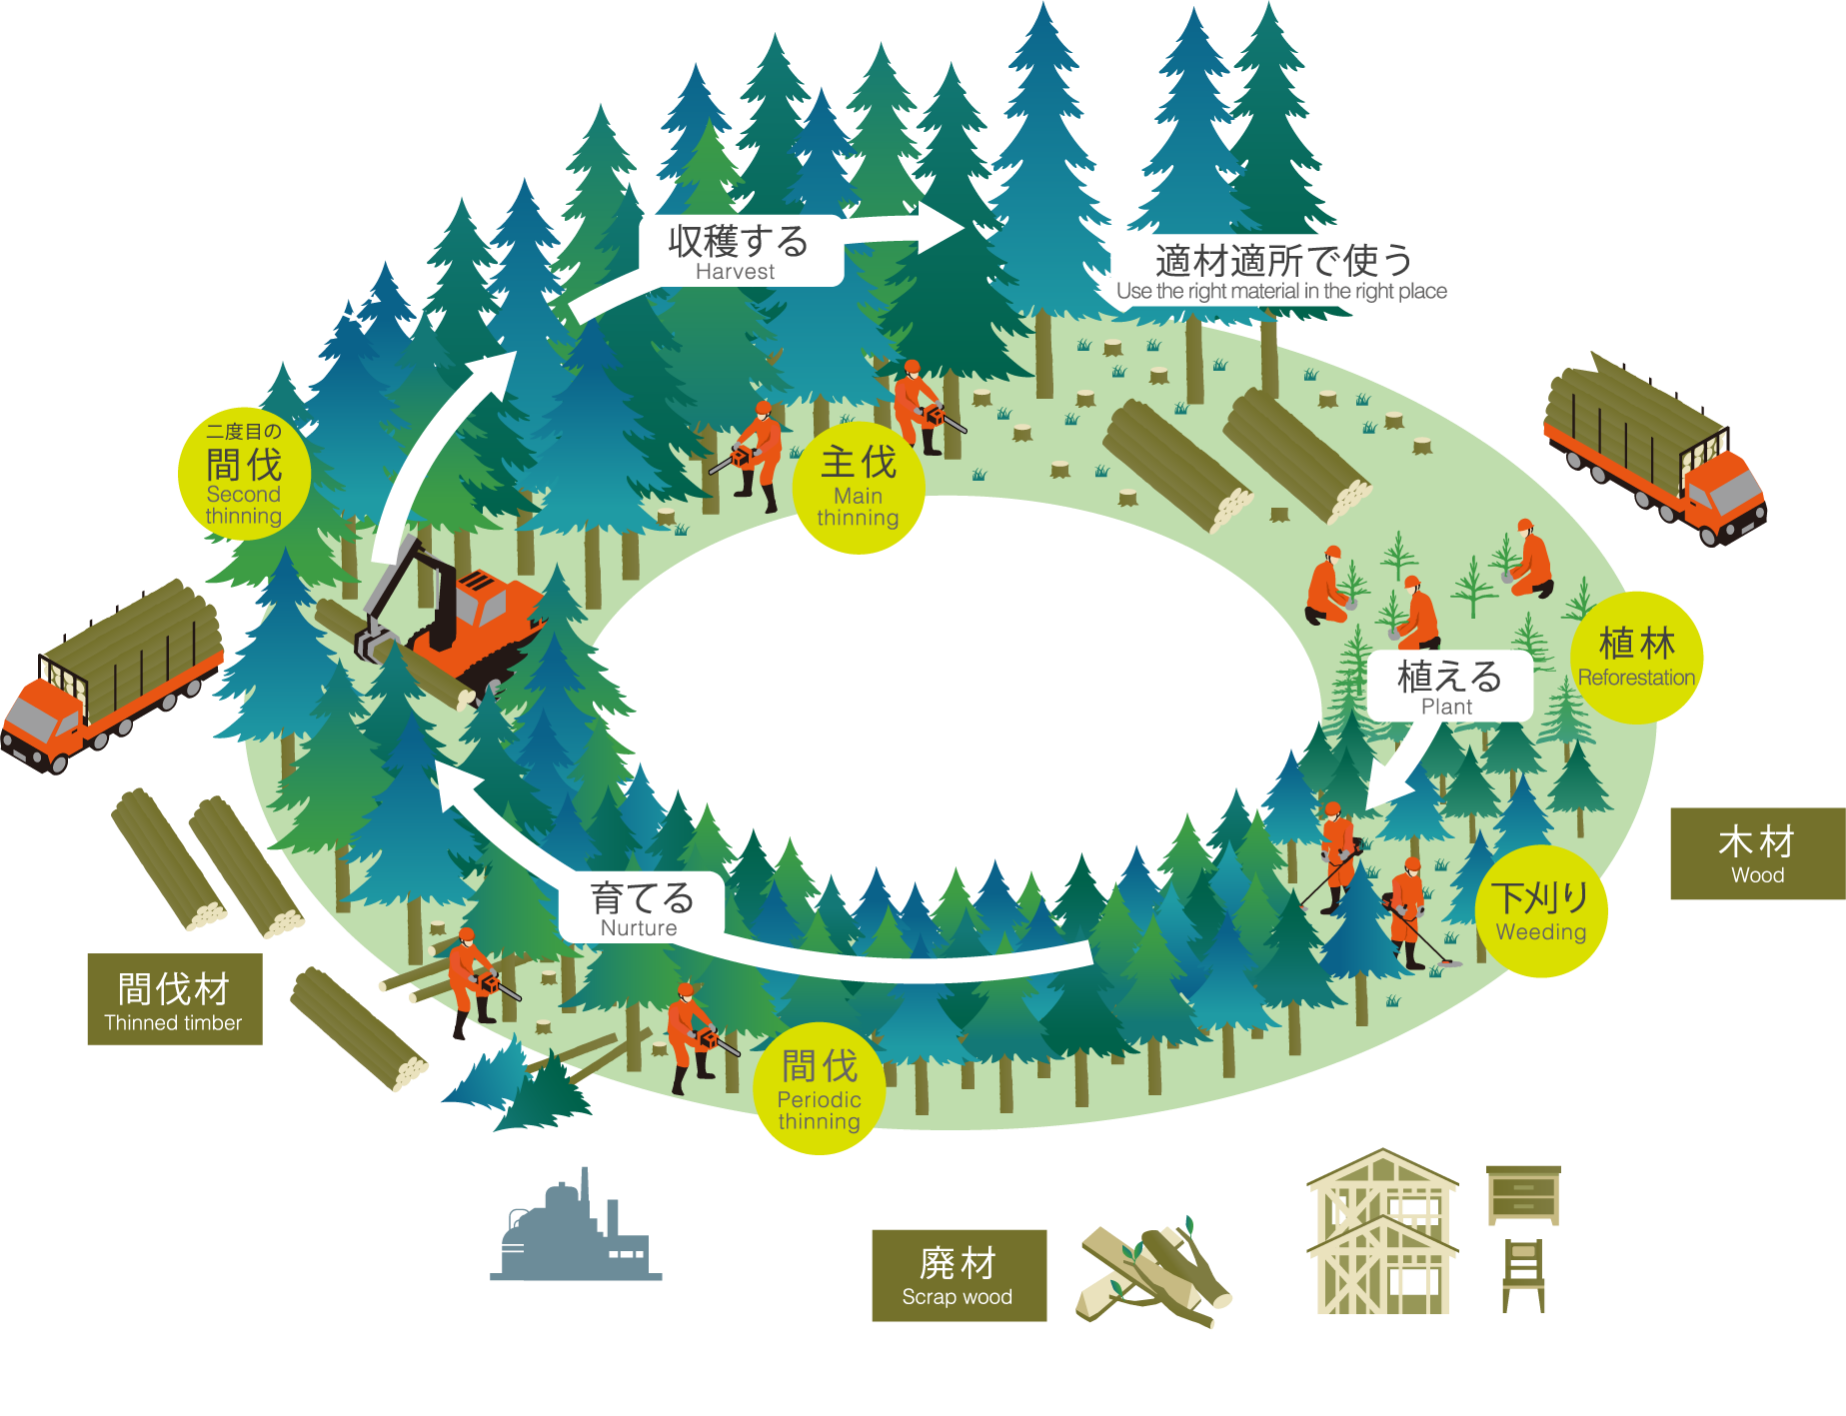 収穫する
Harvest
適材適所で使う
Use the right material in the right place
二度目の
間伐
Second
thinning
主伐
Main
thinning
植林
Reforestation
植える
Plant
木材
Wood
下刈り
Weeding
育てる
Nurture
間伐材
Thinned timber
間伐
Periodic
thinning
廃材
Scrap wood